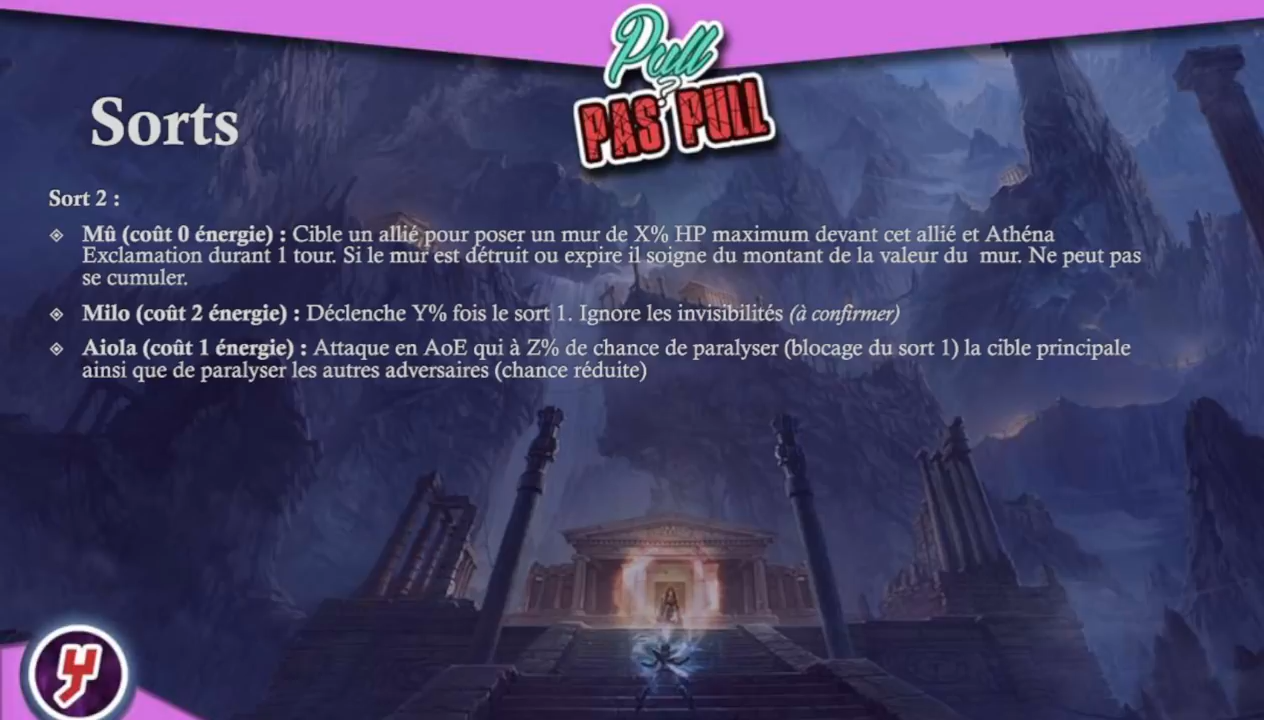 Pull
?
PAS PULL
Sorts
Sort 2 :
Mû (coût 0 énergie) : Cible un allié pour poser un mur de X% HP maximum devant cet allié et Athéna
Exclamation durant 1 tour. Si le mur est détruit ou expire il soigne du montant de la valeur du mur. Ne peut pas
se cumuler.
Milo (coût 2 énergie) : Déclenche Y% fois le sort 1. Ignore les invisibilités (à confirmer)
Aiola (coût 1 énergie) : Attaque en AoE qui à Z% de chance de paralyser (blocage du sort 1) la cible principale
ainsi que de paralyser les autres adversaires (chance réduite)
Y